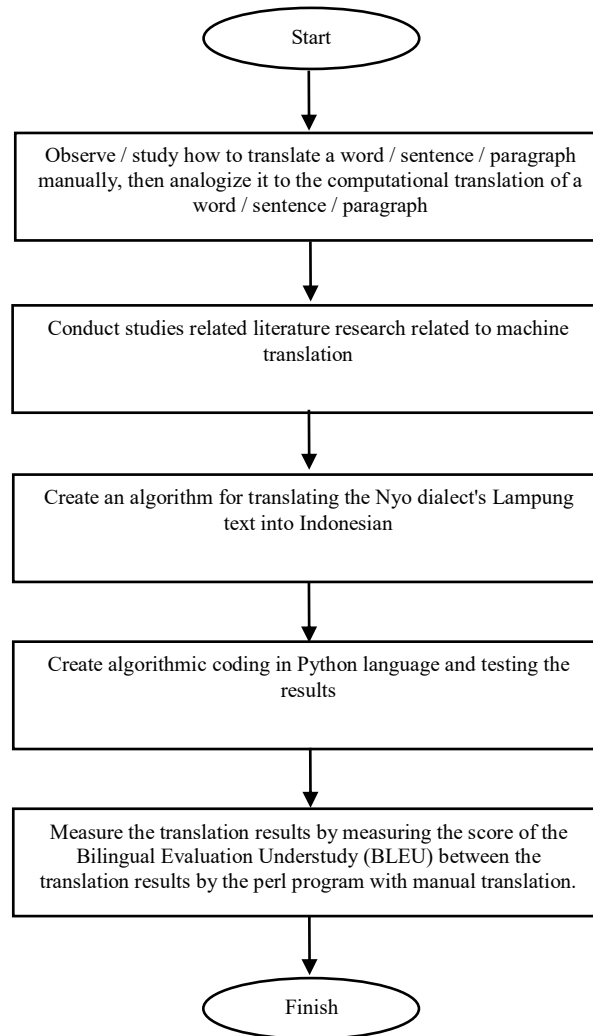 Start
Observe / study how to translate a word / sentence / paragraph
manually, then analogize it to the computational translation of a
word / sentence / paragraph
Conduct studies related literature research related to machine
translation
Create an algorithm for translating the Nyo dialect's Lampung
text into Indonesian
Create algorithmic coding in Python language and testing the
results
Measure the translation results by measuring the score of the
Bilingual Evaluation Understudy (BLEU) between the
translation results by the perl program with manual translation.
Finish